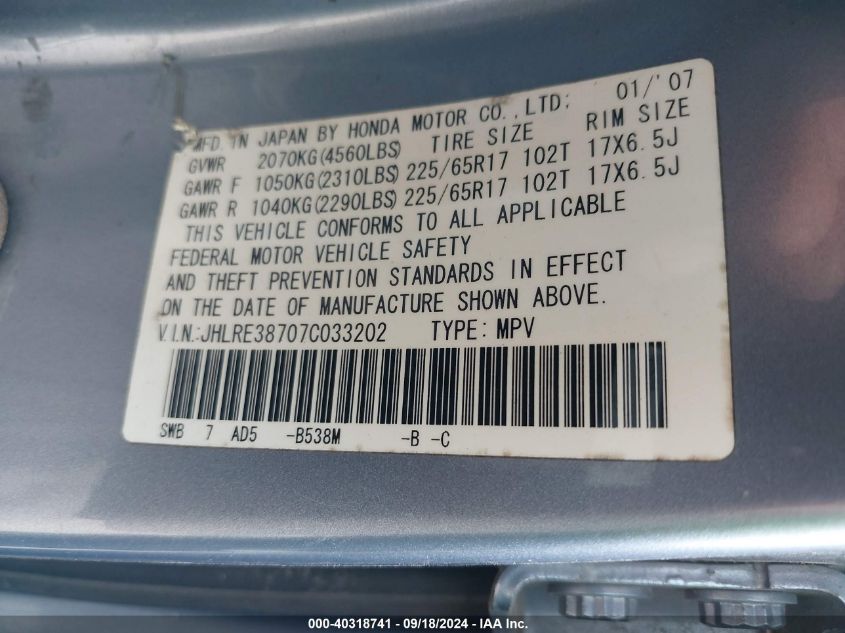 MFD. IN JAPAN BY HONDA MOTOR CO.,LTD; 01/'07
GVWR 2070KG(4560LBS) TIRE SIZE RIM SIZE
GAWR F 1050KG(2310LBS) 225/65R17 102T 17X6.5J
GAWR R 1040KG(2290LBS) 225/65R17 102T 17X6.5J
THIS VEHICLE CONFORMS TO ALL APPLICABLE
FEDERAL MOTOR VEHICLE SAFETY
AND THEFT PREVENTION STANDARDS IN EFFECT
ON THE DATE OF MANUFACTURE SHOWN ABOVE.
V.I.N.:JHLRE38707C033202 TYPE: MPV
SWB 7 AD5 -B538M -B -C
000-40318741 - 09/18/2024 - IAA Inc.